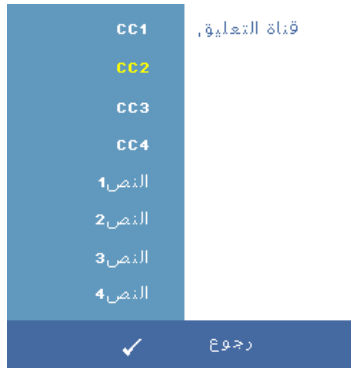 قناة التعليق,
CC1
CC2
CC3
CC4
النص1
النص2
النص3
النص4
رجوع